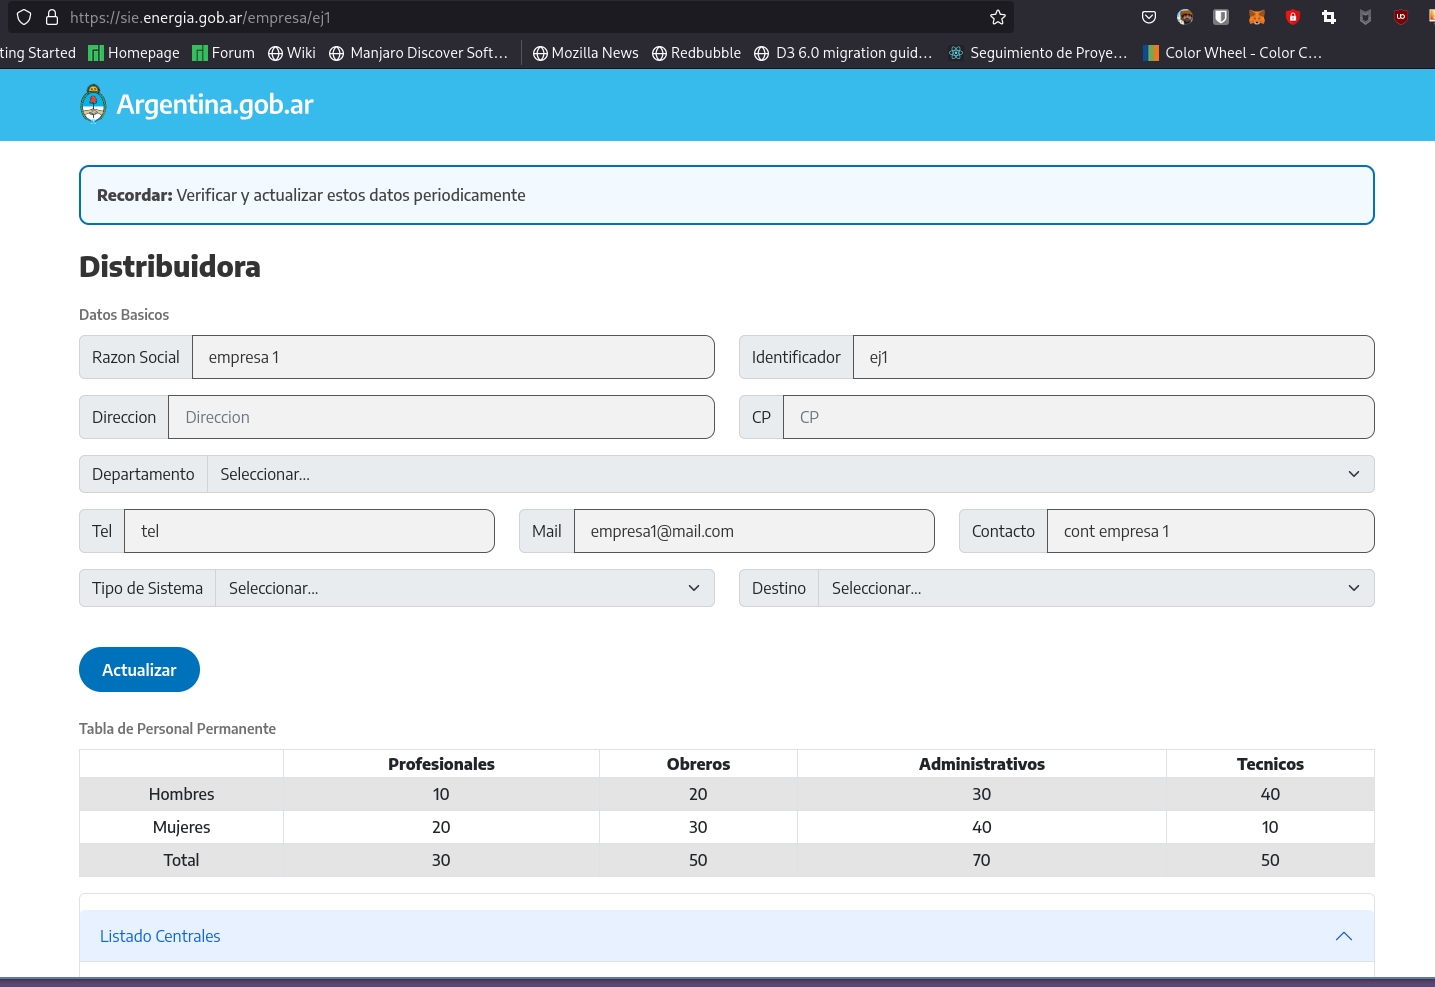 https://sie.energia.gob.ar/empresa/ej1
ting Started Homepage Forum Wiki Manjaro Discover Soft... Mozilla News Redbubble D3 6.0 migration guid... Seguimiento de Proye... Color Wheel - Color C...
Argentina.gob.ar
Recordar: Verificar y actualizar estos datos periodicamente
Distribuidora
Datos Basicos
Razon Social empresa 1 Identificador ej1
Direccion Direccion CP CP
Departamento Seleccionar...
Tel tel Mail empresa1@mail.com Contacto cont empresa 1
Tipo de Sistema Seleccionar... Destino Seleccionar...
Actualizar
Tabla de Personal Permanente
Profesionales Obreros Administrativos Tecnicos
Hombres 10 20 30 40
Mujeres 20 30 40 10
Total 30 50 70 50
Listado Centrales